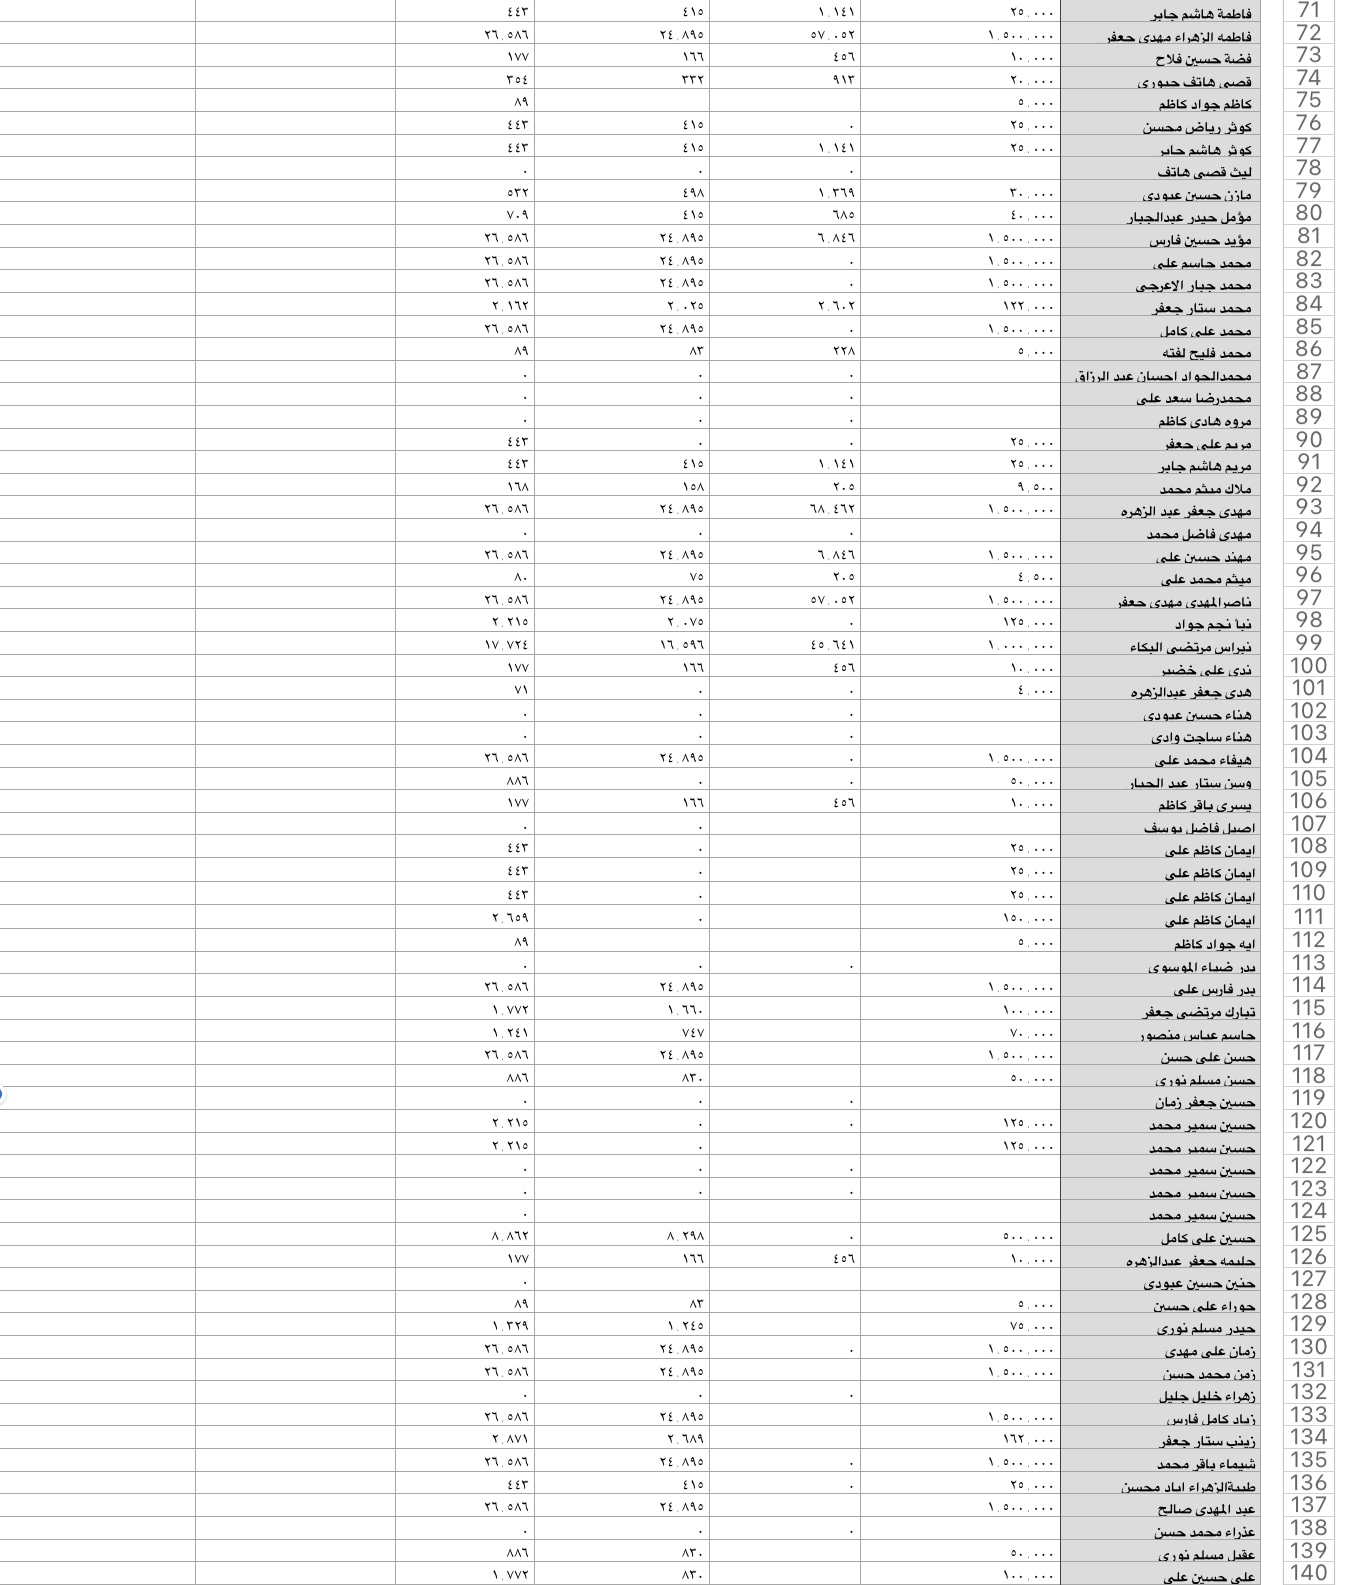 71 فاطمة هاشم جابر ٢٥.٠٠٠ ١.١٤١ ٤١٥ ٤٤٣
72 فاطمه الزهراء مهدي جعفر ١.٥٠٠.٠٠٠ ٥٧.٠٥٢ ٢٤.٨٩٥ ٢٦.٥٨٦
73 فضة حسين فلاح ١٠.٠٠٠ ٤٥٦ ١٦٦ ١٧٧
74 قصي هاتف جبوري ٢٠.٠٠٠ ٩١٣ ٣٣٢ ٣٥٤
75 كاظم جواد كاظم ٥.٠٠٠ ٨٩
76 كوثر رياض محسن ٢٥.٠٠٠ ٠ ٤١٥ ٤٤٣
77 كوثر هاشم جابر ٢٥.٠٠٠ ١.١٤١ ٤١٥ ٤٤٣
78 ليث قصي هاتف ٠ ٠ ٠
79 مازن حسين عبودي ٣٠.٠٠٠ ١.٣٦٩ ٤٩٨ ٥٣٢
80 مؤمل حيدر عبدالجبار ٤٠.٠٠٠ ٦٨٥ ٤١٥ ٧٠٩
81 مؤيد حسين فارس ١.٥٠٠.٠٠٠ ٦.٨٤٦ ٢٤.٨٩٥ ٢٦.٥٨٦
82 محمد جاسم علي ١.٥٠٠.٠٠٠ ٠ ٢٤.٨٩٥ ٢٦.٥٨٦
83 محمد جبار الاعرجي ١.٥٠٠.٠٠٠ ٠ ٢٤.٨٩٥ ٢٦.٥٨٦
84 محمد ستار جعفر ١٢٢.٠٠٠ ٢.٦٠٢ ٢.٠٢٥ ٢.١٦٢
85 محمد علي كامل ١.٥٠٠.٠٠٠ ٠ ٢٤.٨٩٥ ٢٦.٥٨٦
86 محمد فليح لفته ٥.٠٠٠ ٢٢٨ ٨٣ ٨٩
87 محمدالجواد احسان عبد الرزاق ٠ ٠ ٠
88 محمدرضا سعد علي ٠ ٠ ٠
89 مروه هادي كاظم ٠ ٠ ٠
90 مريم علي جعفر ٢٥.٠٠٠ ٠ ٠ ٤٤٣
91 مريم هاشم جابر ٢٥.٠٠٠ ١.١٤١ ٤١٥ ٤٤٣
92 ملاك ميثم محمد ٩.٥٠٠ ٢٠٥ ١٥٨ ١٦٨
93 مهدي جعفر عبد الزهره ١.٥٠٠.٠٠٠ ٦٨.٤٦٢ ٢٤.٨٩٥ ٢٦.٥٨٦
94 مهدي فاضل محمد ٠ ٠ ٠
95 مهند حسين علي ١.٥٠٠.٠٠٠ ٦.٨٤٦ ٢٤.٨٩٥ ٢٦.٥٨٦
96 ميثم محمد علي ٤.٥٠٠ ٢٠٥ ٧٥ ٨٠
97 ناصرالمهدي مهدي جعفر ١.٥٠٠.٠٠٠ ٥٧.٠٥٢ ٢٤.٨٩٥ ٢٦.٥٨٦
98 نبأ نجم جواد ١٢٥.٠٠٠ ٠ ٢.٠٧٥ ٢.٢١٥
99 نبراس مرتضى البكاء ١.٠٠٠.٠٠٠ ٤٥.٦٤١ ١٦.٥٩٦ ١٧.٧٢٤
100 ندى علي خضير ١٠.٠٠٠ ٤٥٦ ١٦٦ ١٧٧
101 هدى جعفر عبدالزهره ٤.٠٠٠ ٠ ٠ ٧١
102 هناء حسين عبودي ٠ ٠ ٠
103 هناء ساجت وادي ٠ ٠ ٠
104 هيفاء محمد علي ١.٥٠٠.٠٠٠ ٠ ٢٤.٨٩٥ ٢٦.٥٨٦
105 وسن ستار عبد الجبار ٥٠.٠٠٠ ٠ ٠ ٨٨٦
106 يسرى باقر كاظم ١٠.٠٠٠ ٤٥٦ ١٦٦ ١٧٧
107 اصيل فاضل يوسف ٠ ٠
108 ايمان كاظم علي ٢٥.٠٠٠ ٠ ٤٤٣
109 ايمان كاظم علي ٢٥.٠٠٠ ٠ ٤٤٣
110 ايمان كاظم علي ٢٥.٠٠٠ ٠ ٤٤٣
111 ايمان كاظم علي ١٥٠.٠٠٠ ٠ ٢.٦٥٩
112 ايه جواد كاظم ٥.٠٠٠ ٨٩
113 بدر ضياء الموسوي ٠ ٠ ٠
114 بدر فارس علي ١.٥٠٠.٠٠٠ ٢٤.٨٩٥ ٢٦.٥٨٦
115 تبارك مرتضى جعفر ١٠٠.٠٠٠ ١.٦٦٠ ١.٧٧٢
116 جاسم عباس منصور ٧٠.٠٠٠ ٧٤٧ ١.٢٤١
117 حسن علي حسن ١.٥٠٠.٠٠٠ ٢٤.٨٩٥ ٢٦.٥٨٦
118 حسن مسلم نوري ٥٠.٠٠٠ ٨٣٠ ٨٨٦
119 حسين جعفر زمان ٠ ٠ ٠
120 حسين سمير محمد ١٢٥.٠٠٠ ٠ ٠ ٢.٢١٥
121 حسين سمير محمد ١٢٥.٠٠٠ ٠ ٢.٢١٥
122 حسين سمير محمد ٠ ٠ ٠
123 حسين سمير محمد ٠ ٠ ٠
124 حسين سمير محمد ٠
125 حسين علي كامل ٥٠٠.٠٠٠ ٠ ٨.٢٩٨ ٨.٨٦٢
126 حليمه جعفر عبدالزهره ١٠.٠٠٠ ٤٥٦ ١٦٦ ١٧٧
127 حنين حسين عبودي ٠
128 حوراء علي حسين ٥.٠٠٠ ٨٣ ٨٩
129 حيدر مسلم نوري ٧٥.٠٠٠ ١.٢٤٥ ١.٣٢٩
130 زمان علي مهدي ١.٥٠٠.٠٠٠ ٠ ٢٤.٨٩٥ ٢٦.٥٨٦
131 زمن محمد حسن ١.٥٠٠.٠٠٠ ٢٤.٨٩٥ ٢٦.٥٨٦
132 زهراء خليل جليل ٠ ٠ ٠
133 زياد كامل فارس ١.٥٠٠.٠٠٠ ٢٤.٨٩٥ ٢٦.٥٨٦
134 زينب ستار جعفر ١٦٢.٠٠٠ ٢.٦٨٩ ٢.٨٧١
135 شيماء باقر محمد ١.٥٠٠.٠٠٠ ٠ ٢٤.٨٩٥ ٢٦.٥٨٦
136 طيبةالزهراء اياد محسن ٢٥.٠٠٠ ٠ ٤١٥ ٤٤٣
137 عبد المهدي صالح ١.٥٠٠.٠٠٠ ٢٤.٨٩٥ ٢٦.٥٨٦
138 عذراء محمد حسن ٠ ٠ ٠
139 عقيل مسلم نوري ٥٠.٠٠٠ ٨٣٠ ٨٨٦
140 علي حسين علي ١٠٠.٠٠٠ ٨٣٠ ١.٧٧٢